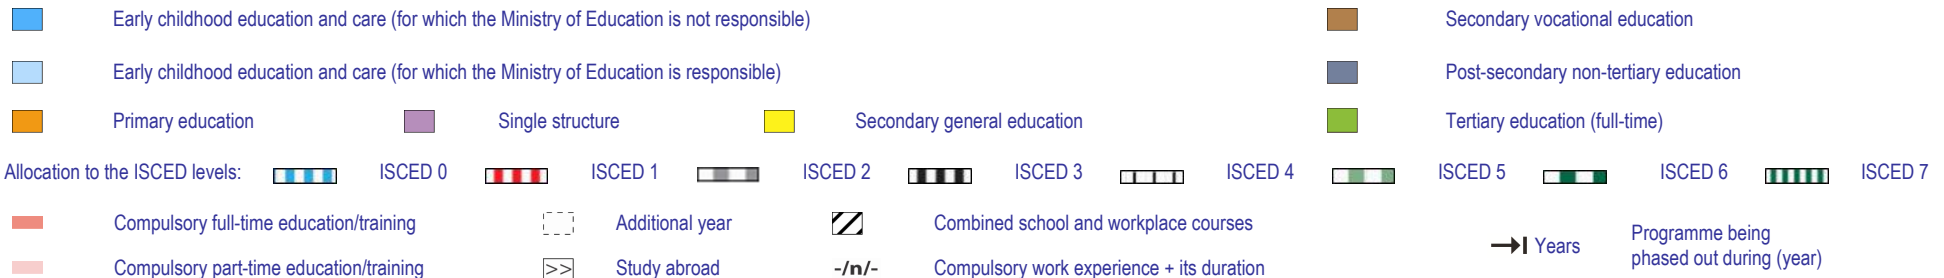 Early childhood education and care (for which the Ministry of Education is not responsible) Secondary vocational education
Early childhood education and care (for which the Ministry of Education is responsible) Post-secondary non-tertiary education
Primary education Single structure Secondary general education Tertiary education (full-time)
Allocation to the ISCED levels: ISCED 0 ISCED 1 ISCED 2 ISCED 3 ISCED 4 ISCED 5 ISCED 6 ISCED 7
Compulsory full-time education/training Additional year Combined school and workplace courses
Years Programme being
phased out during (year)
Compulsory part-time education/training >> Study abroad -/n/- Compulsory work experience + its duration